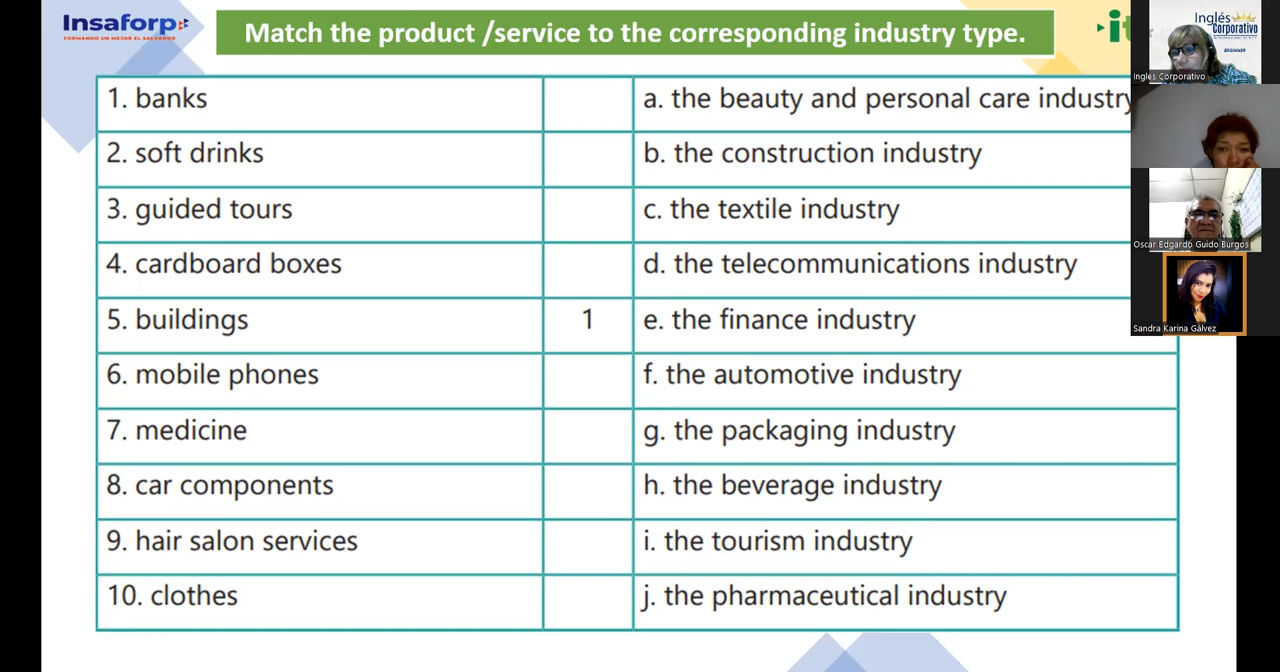 Insaforp
FORMANDO UN MEJOR EL SALVADOR
Match the product /service to the corresponding industry type.
1. banks
a. the beauty and personal care industry
2. soft drinks
b. the construction industry
3. guided tours
c. the textile industry
4. cardboard boxes
d. the telecommunications industry
5. buildings
1
e. the finance industry
6. mobile phones
f. the automotive industry
7. medicine
g. the packaging industry
8. car components
h. the beverage industry
9. hair salon services
i. the tourism industry
10. clothes
j. the pharmaceutical industry
Inglés
Corporativo
BEGINNER
Ingles Corporativo
Oscar Edgardo Guido Burgos
Sandra Karina Gálvez